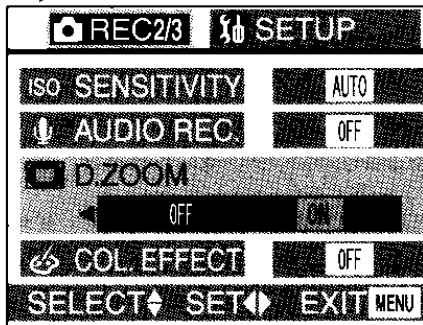 REC2/3 SETUP
ISO SENSITIVITY AUTO
AUDIO REC. OFF
D.ZOOM
OFF ON
COL.EFFECT OFF
SELECT SET EXIT MENU